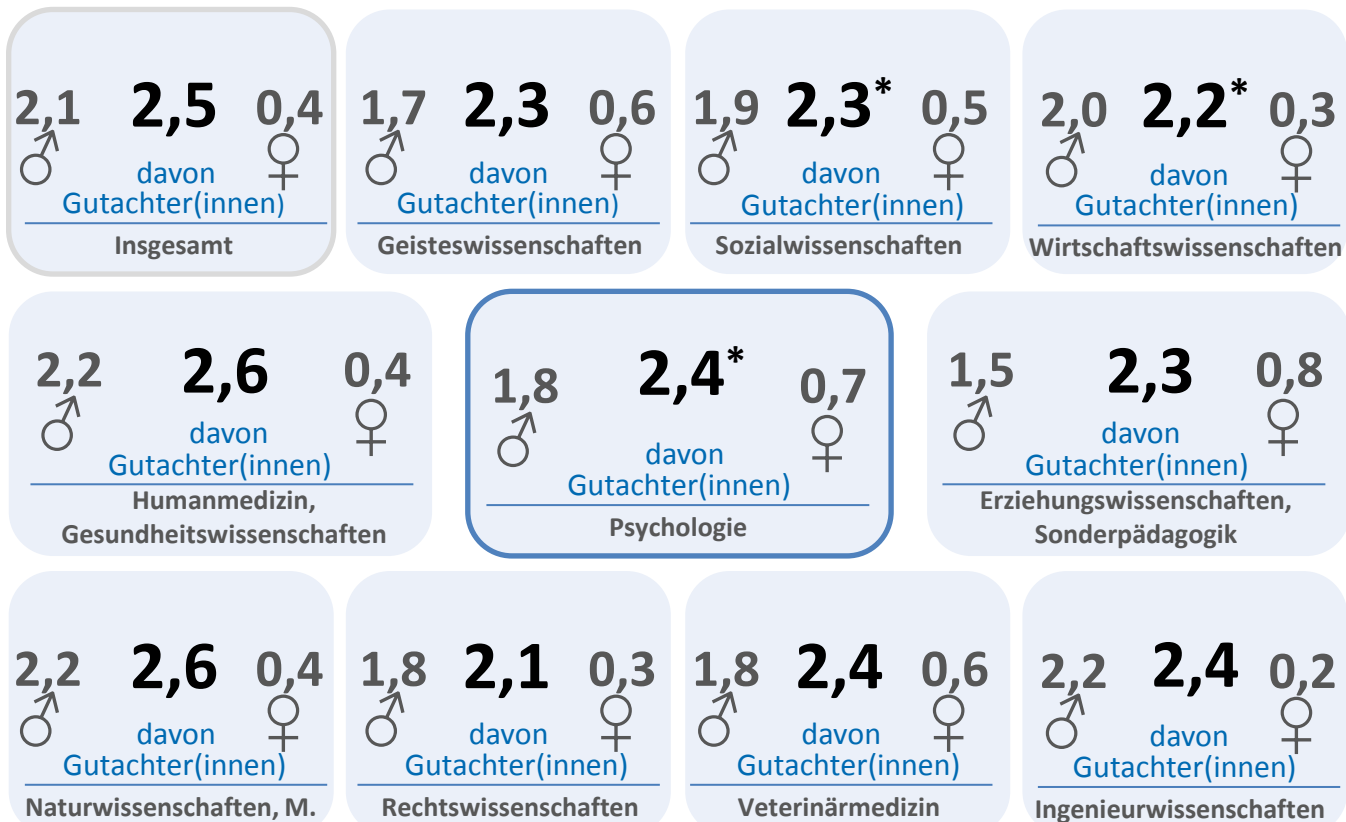 2,1 ♂ 2,5 0,4 ♀
davon
Gutachter(innen)
Insgesamt
1,7 ♂ 2,3 0,6 ♀
davon
Gutachter(innen)
Geisteswissenschaften
1,9 ♂ 2,3* 0,5 ♀
davon
Gutachter(innen)
Sozialwissenschaften
2,0 ♂ 2,2* 0,3 ♀
davon
Gutachter(innen)
Wirtschaftswissenschaften
2,2 ♂ 2,6 0,4 ♀
davon
Gutachter(innen)
Humanmedizin,
Gesundheitswissenschaften
1,8 ♂ 2,4* 0,7 ♀
davon
Gutachter(innen)
Psychologie
1,5 ♂ 2,3 0,8 ♀
davon
Gutachter(innen)
Erziehungswissenschaften,
Sonderpädagogik
2,2 ♂ 2,6 0,4 ♀
davon
Gutachter(innen)
Naturwissenschaften, M.
1,8 ♂ 2,1 0,3 ♀
davon
Gutachter(innen)
Rechtswissenschaften
1,8 ♂ 2,4 0,6 ♀
davon
Gutachter(innen)
Veterinärmedizin
2,2 ♂ 2,4 0,2 ♀
davon
Gutachter(innen)
Ingenieurwissenschaften